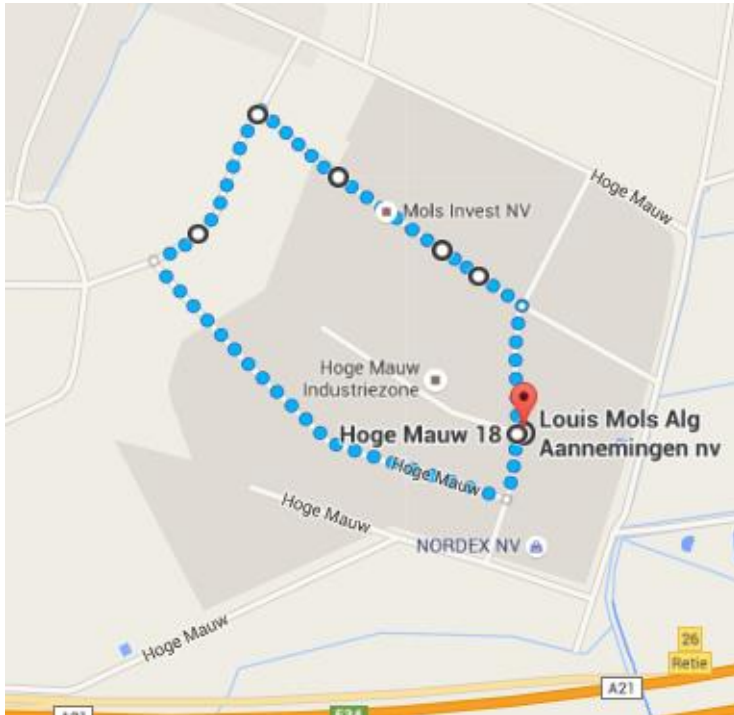 Hoge Mauw
Mols Invest NV
Hoge Mauw
Industriezone
Hoge Mauw 18
Louis Mols Alg
Aannemingen nv
Hoge Mauw
Hoge Mauw
NORDEX NV
Hoge Mauw
26
Retie
A21
A21
E34